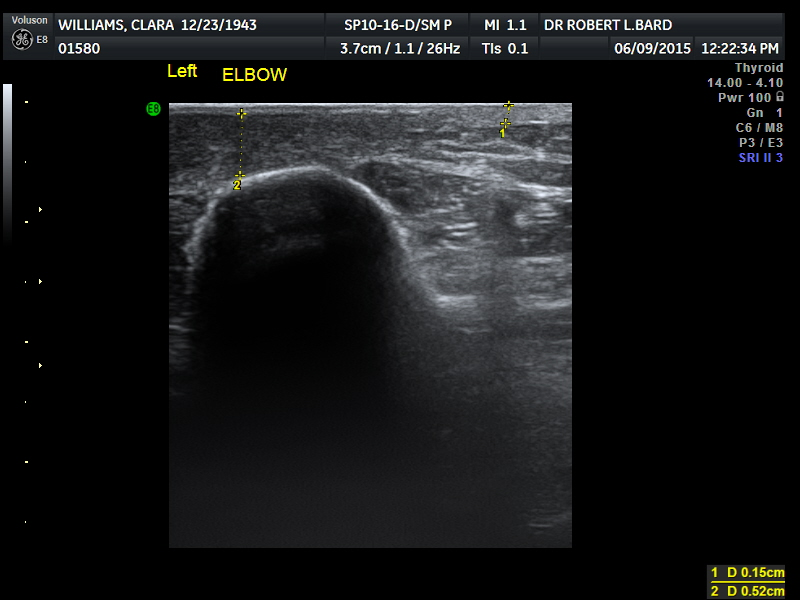 Voluson
E8
WILLIAMS, CLARA 12/23/1943
SP10-16-D/SM P
MI 1.1
DR ROBERT L.BARD
01580
3.7cm / 1.1 / 26Hz
TIs 0.1
06/09/2015
12:22:34 PM
Left
ELBOW
Thyroid
14.00 - 4.10
Pwr 100
Gn 1
C6 / M8
P3 / E3
SRI II 3
E8
1
2
1 D 0.15cm
2 D 0.52cm